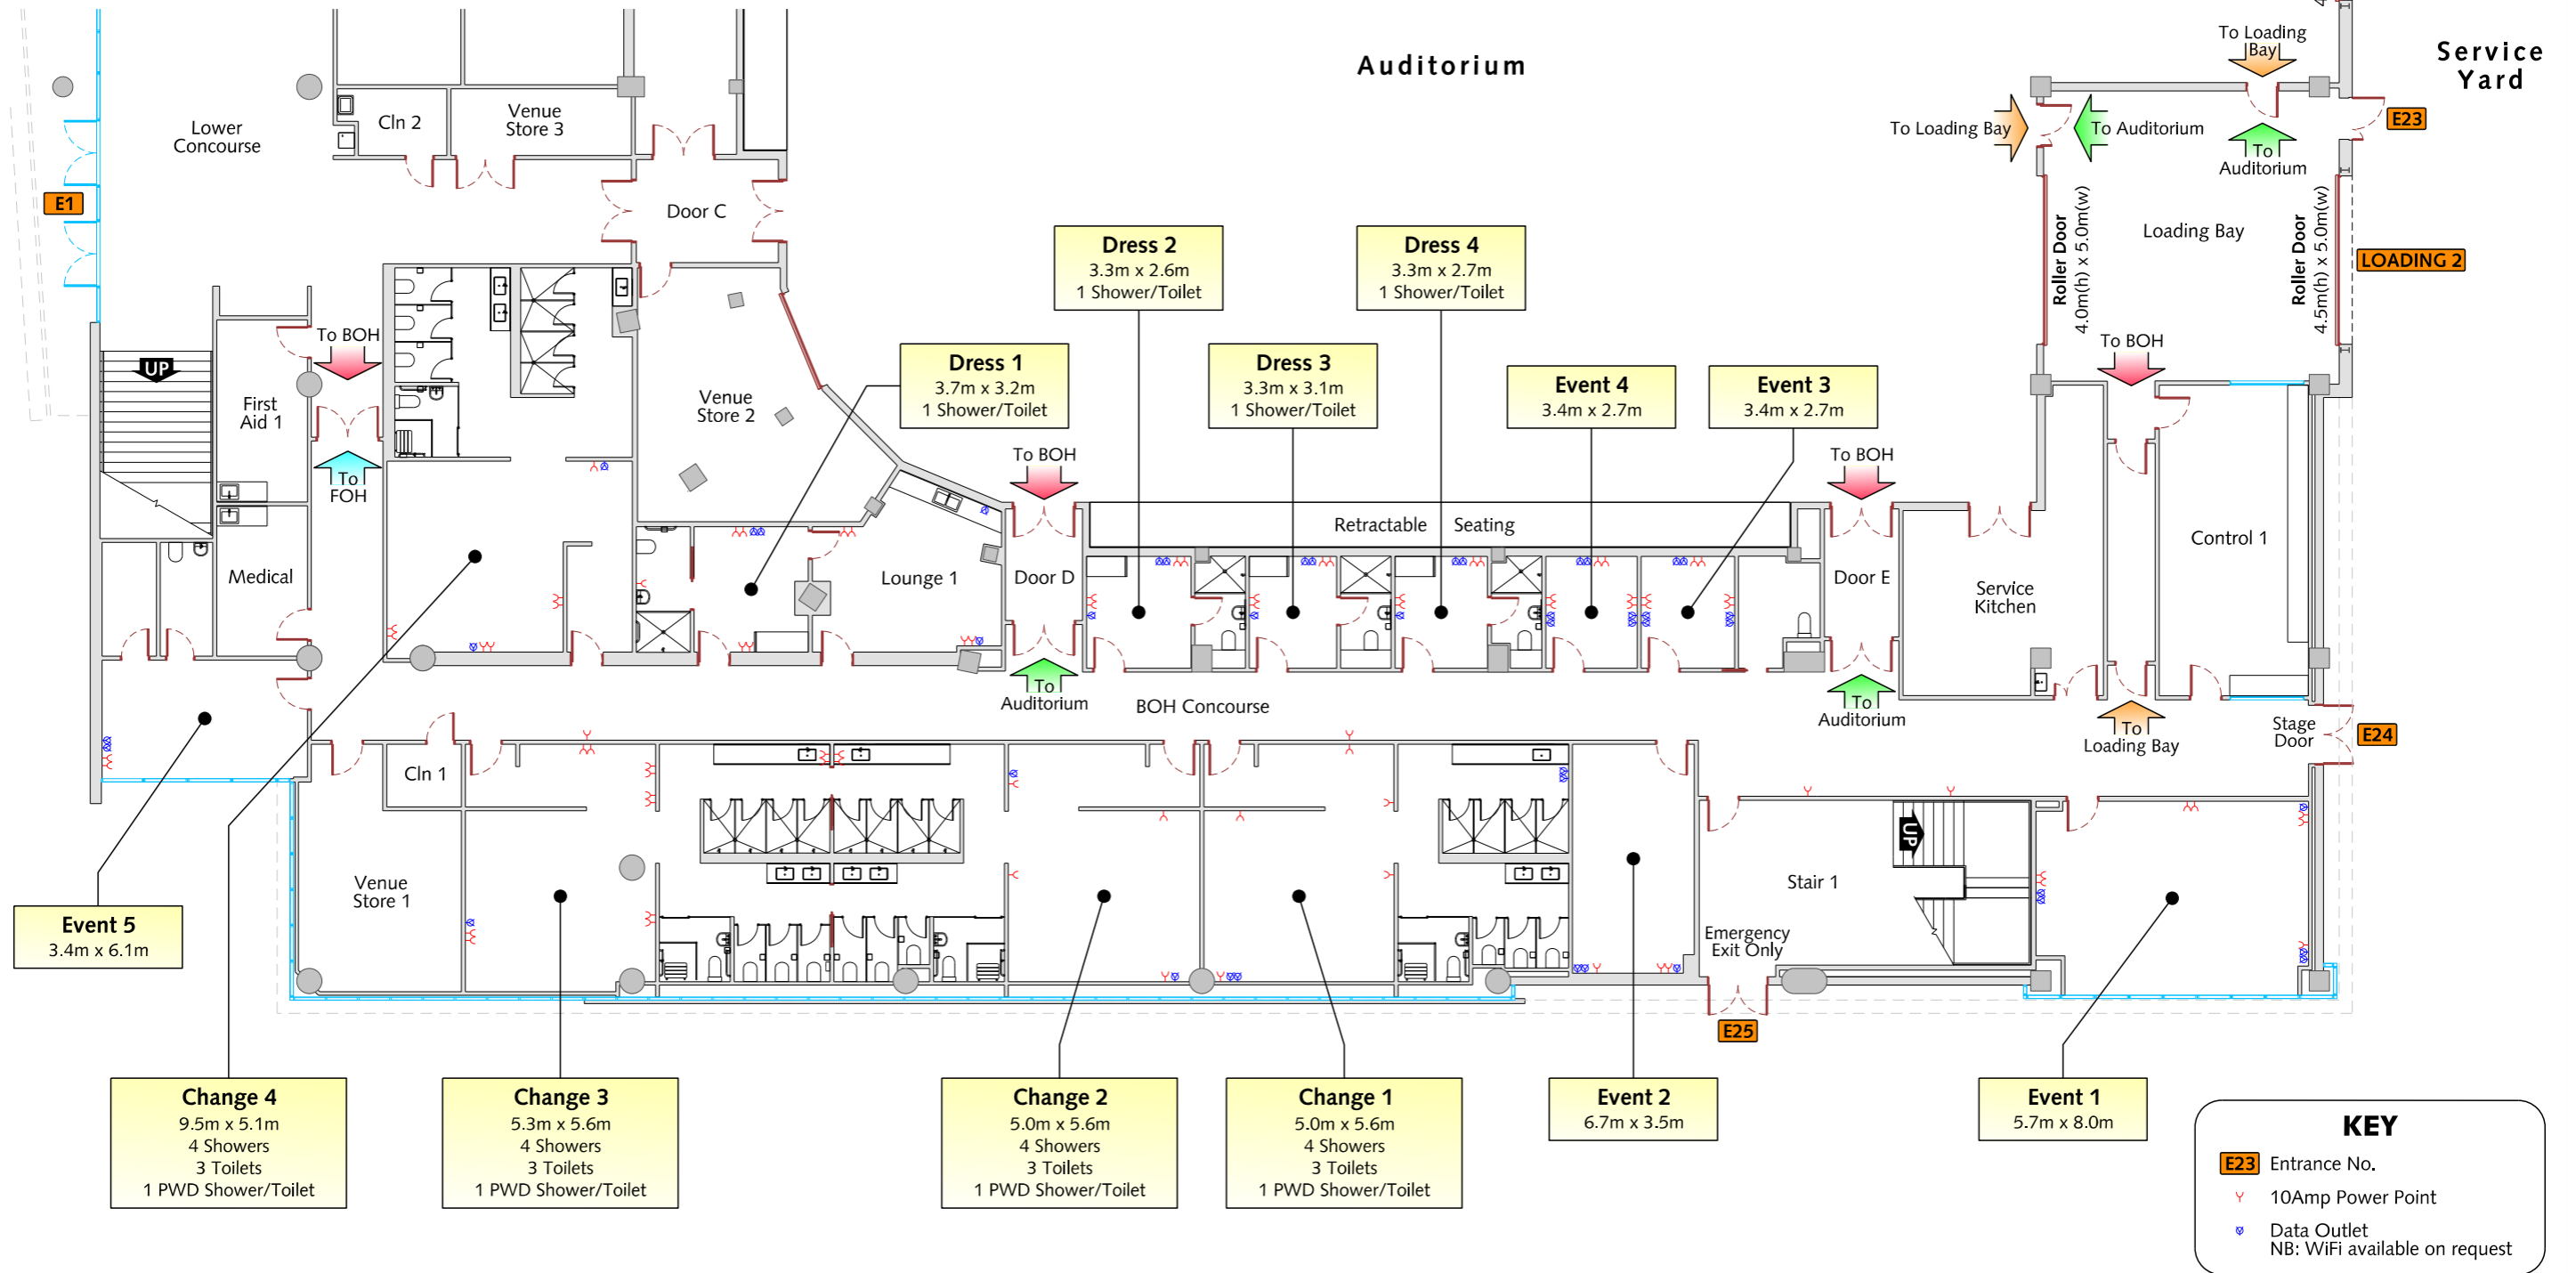 Auditorium
Service
Yard
To Loading
Bay
Lower
Concourse
Cln 2
Venue
Store 3
To Loading Bay
To Auditorium
To
Auditorium
E23
E1
Door C
Roller Door
4.0m(h) x 5.0m(w)
Loading Bay
Roller Door
4.5m(h) x 5.0m(w)
LOADING 2
Dress 2
3.3m x 2.6m
1 Shower/Toilet
Dress 4
3.3m x 2.7m
1 Shower/Toilet
To BOH
To BOH
UP
First
Aid 1
Venue
Store 2
Dress 1
3.7m x 3.2m
1 Shower/Toilet
Dress 3
3.3m x 3.1m
1 Shower/Toilet
Event 4
3.4m x 2.7m
Event 3
3.4m x 2.7m
To
FOH
To BOH
To BOH
Retractable Seating
Control 1
Medical
Lounge 1
Door D
Door E
Service
Kitchen
To
Auditorium
BOH Concourse
To
Auditorium
To
Loading Bay
Stage
Door
E24
Cln 1
UP
Venue
Store 1
Stair 1
Emergency
Exit Only
Event 5
3.4m x 6.1m
E25
Change 4
9.5m x 5.1m
4 Showers
3 Toilets
1 PWD Shower/Toilet
Change 3
5.3m x 5.6m
4 Showers
3 Toilets
1 PWD Shower/Toilet
Change 2
5.0m x 5.6m
4 Showers
3 Toilets
1 PWD Shower/Toilet
Change 1
5.0m x 5.6m
4 Showers
3 Toilets
1 PWD Shower/Toilet
Event 2
6.7m x 3.5m
Event 1
5.7m x 8.0m
KEY
E23 Entrance No.
10Amp Power Point
Data Outlet
NB: WiFi available on request